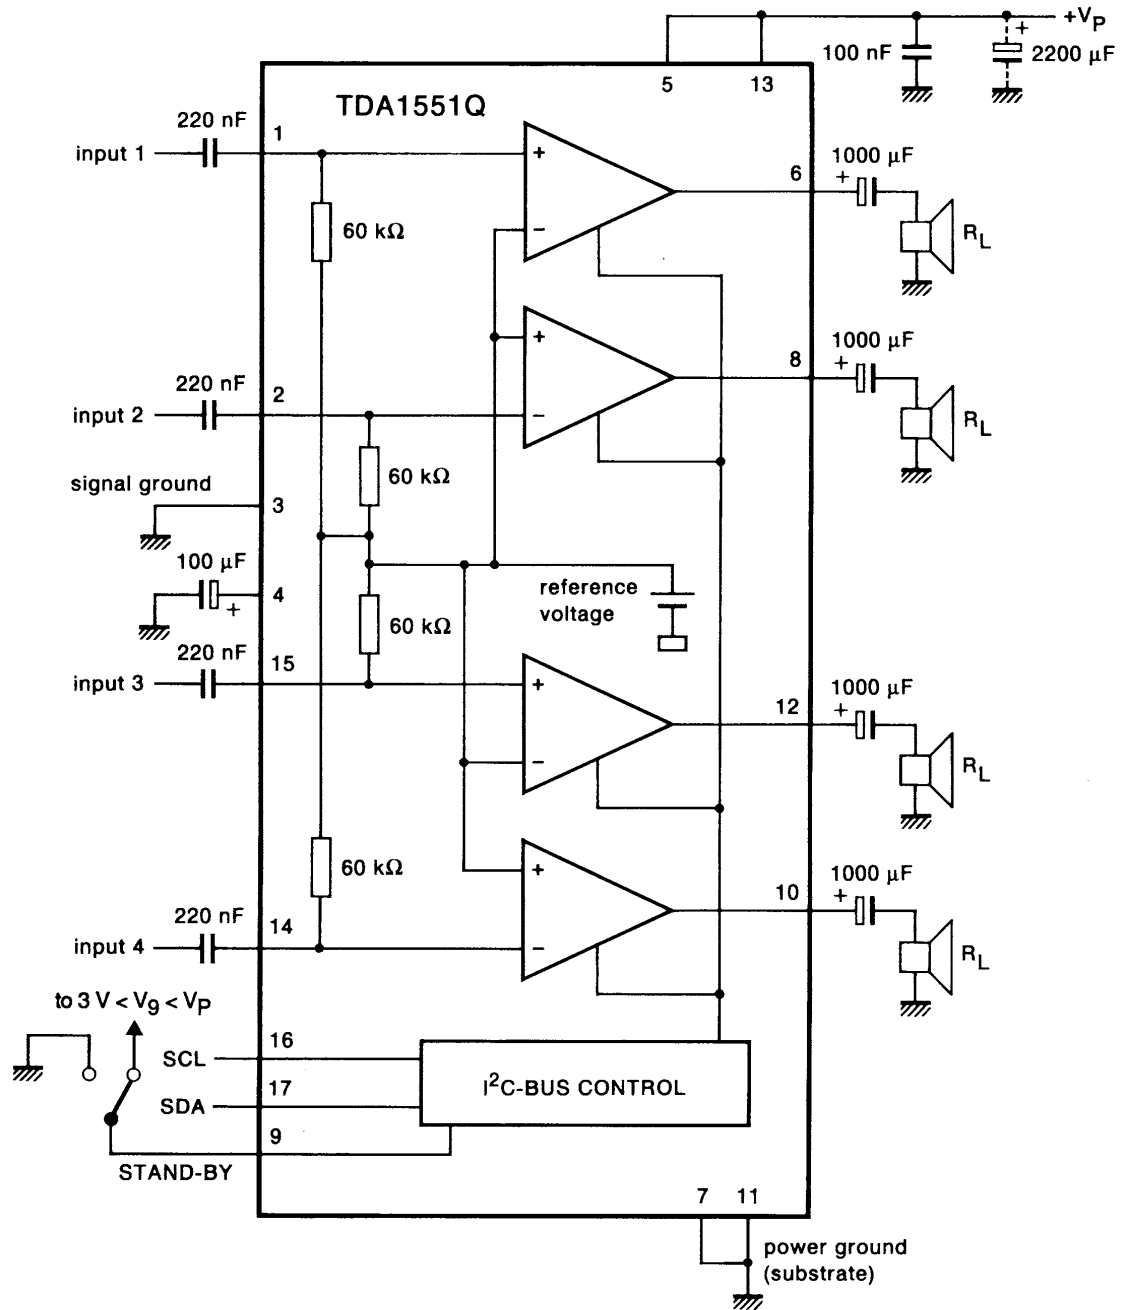 +VP
100 nF
+
2200 µF
5
13
TDA1551Q
220 nF
1
input 1
+
−
60 kΩ
6
1000 µF
+
RL
+
−
8
1000 µF
+
RL
220 nF
2
input 2
60 kΩ
signal ground
3
100 µF
+
4
reference
voltage
60 kΩ
220 nF
15
input 3
+
−
12
1000 µF
+
RL
60 kΩ
+
−
10
1000 µF
+
RL
220 nF
14
input 4
to 3 V < V9 < VP
SCL
16
SDA
17
I2C-BUS CONTROL
9
STAND-BY
7
11
power ground
(substrate)